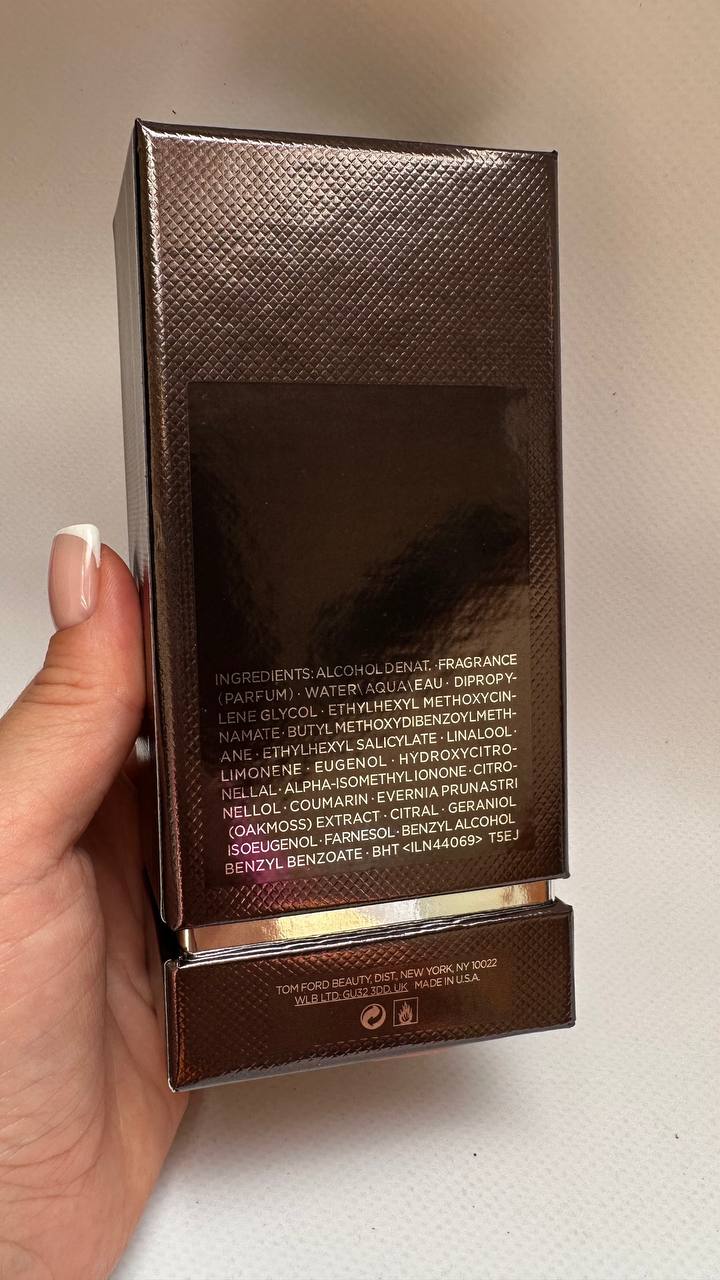 INGREDIENTS: ALCOHOL DENAT. · FRAGRANCE
(PARFUM) · WATER\AQUA\EAU · DIPROPY-
LENE GLYCOL · ETHYLHEXYL METHOXYCIN-
NAMATE · BUTYL METHOXYDIBENZOYLMETH-
ANE · ETHYLHEXYL SALICYLATE · LINALOOL ·
LIMONENE · EUGENOL · HYDROXYCITRO-
NELLAL · ALPHA-ISOMETHYL IONONE · CITRO-
NELLOL · COUMARIN · EVERNIA PRUNASTRI
(OAKMOSS) EXTRACT · CITRAL · GERANIOL
ISOEUGENOL · FARNESOL · BENZYL ALCOHOL
BENZYL BENZOATE · BHT <ILN44069> T5EJ
TOM FORD BEAUTY, DIST, NEW YORK, NY 10022
WLB LTD. GU32 3DD. UK MADE IN U.S.A.